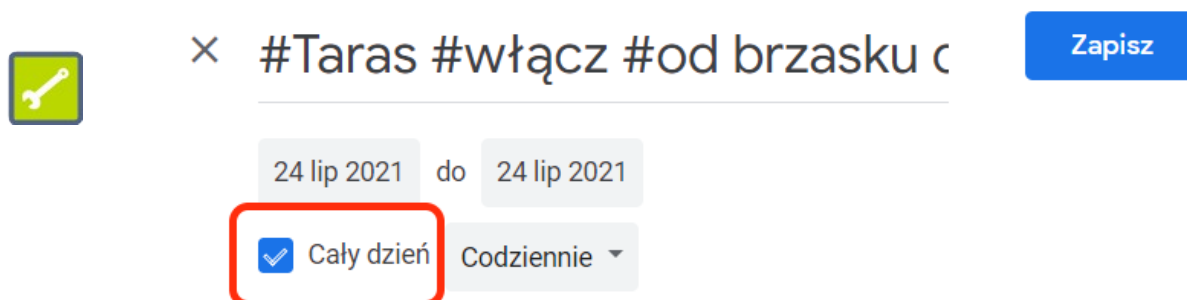 #Taras #włącz #od brzasku
Zapisz
24 lip 2021 do 24 lip 2021
Cały dzień Codziennie